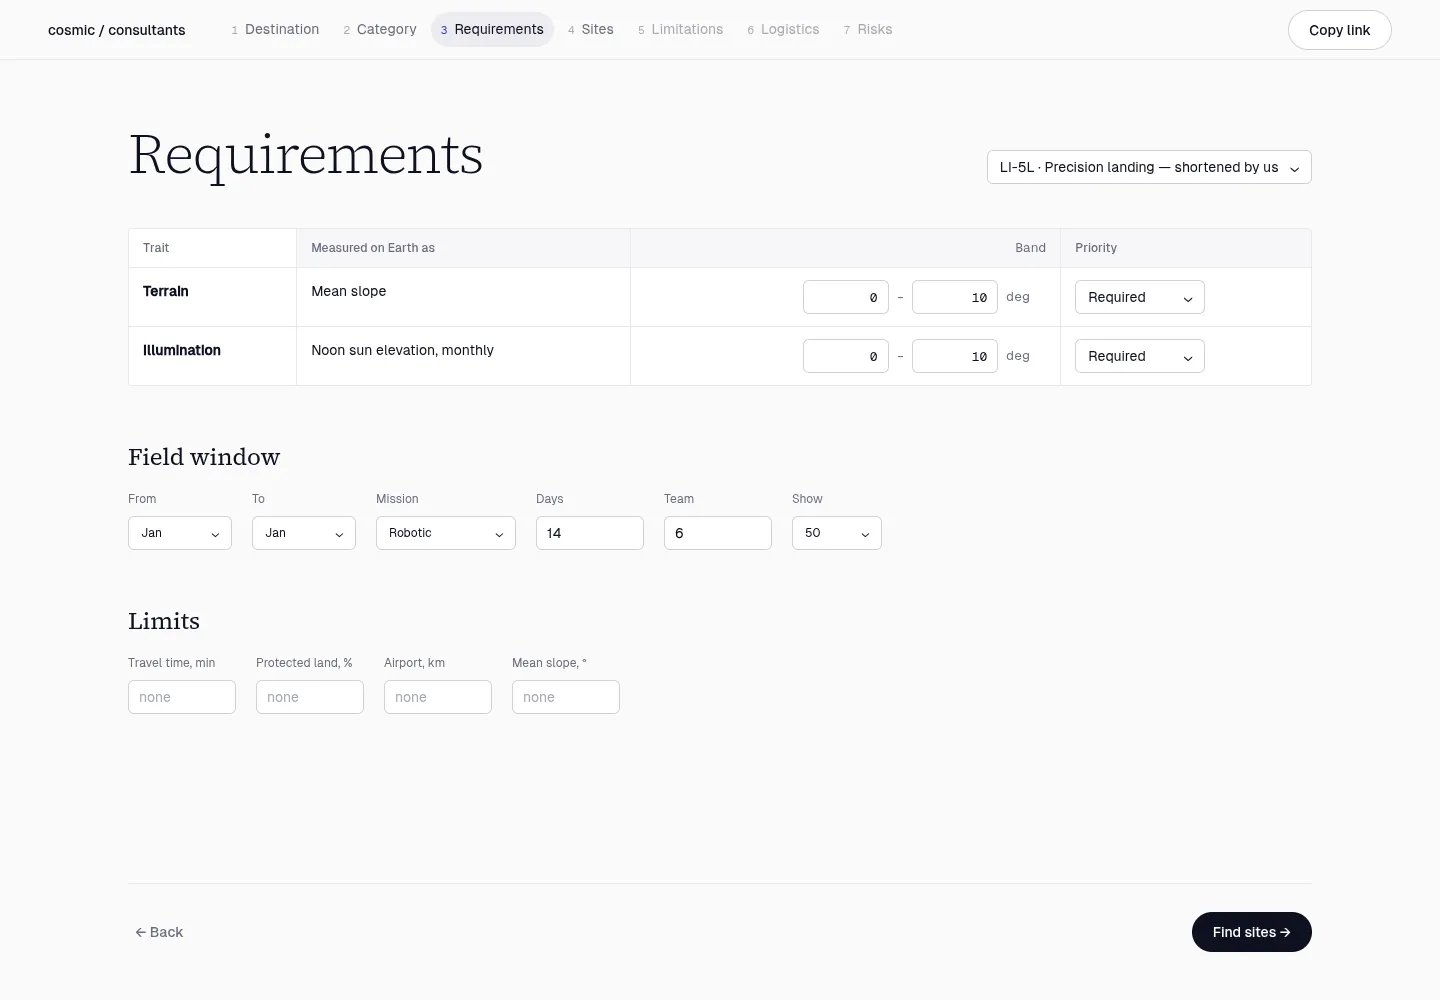 cosmic / consultants
1 Destination
2 Category
3 Requirements
4 Sites
5 Limitations
6 Logistics
7 Risks
Copy link
Requirements
LI-5L · Precision landing — shortened by us
Trait Measured on Earth as Band Priority
Terrain Mean slope 0 – 10 deg Required
Illumination Noon sun elevation, monthly 0 – 10 deg Required
Field window
From To Mission Days Team Show
Jan Jan Robotic 14 6 50
Limits
Travel time, min Protected land, % Airport, km Mean slope, °
none none none none
← Back
Find sites →